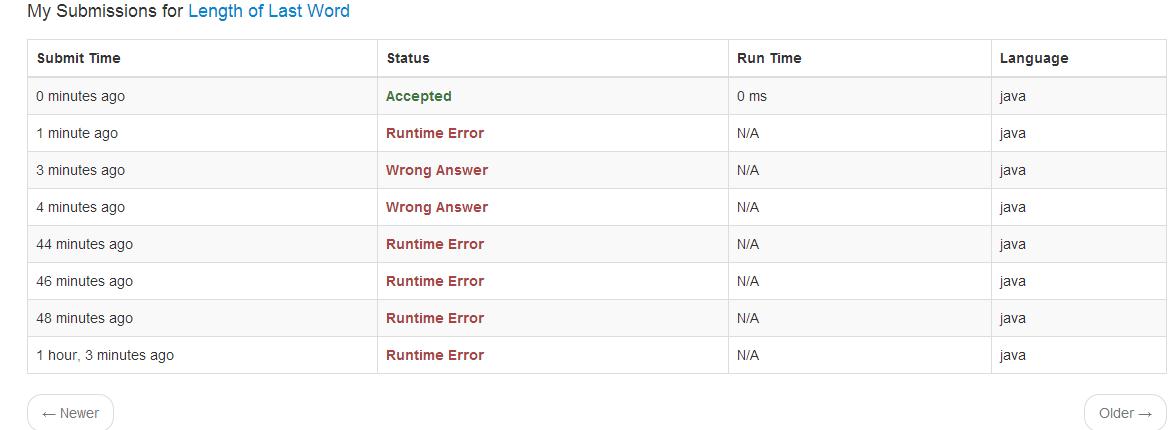 My Submissions for Length of Last Word
Submit Time Status Run Time Language
0 minutes ago Accepted 0 ms java
1 minute ago Runtime Error N/A java
3 minutes ago Wrong Answer N/A java
4 minutes ago Wrong Answer N/A java
44 minutes ago Runtime Error N/A java
46 minutes ago Runtime Error N/A java
48 minutes ago Runtime Error N/A java
1 hour, 3 minutes ago Runtime Error N/A java
← Newer Older →